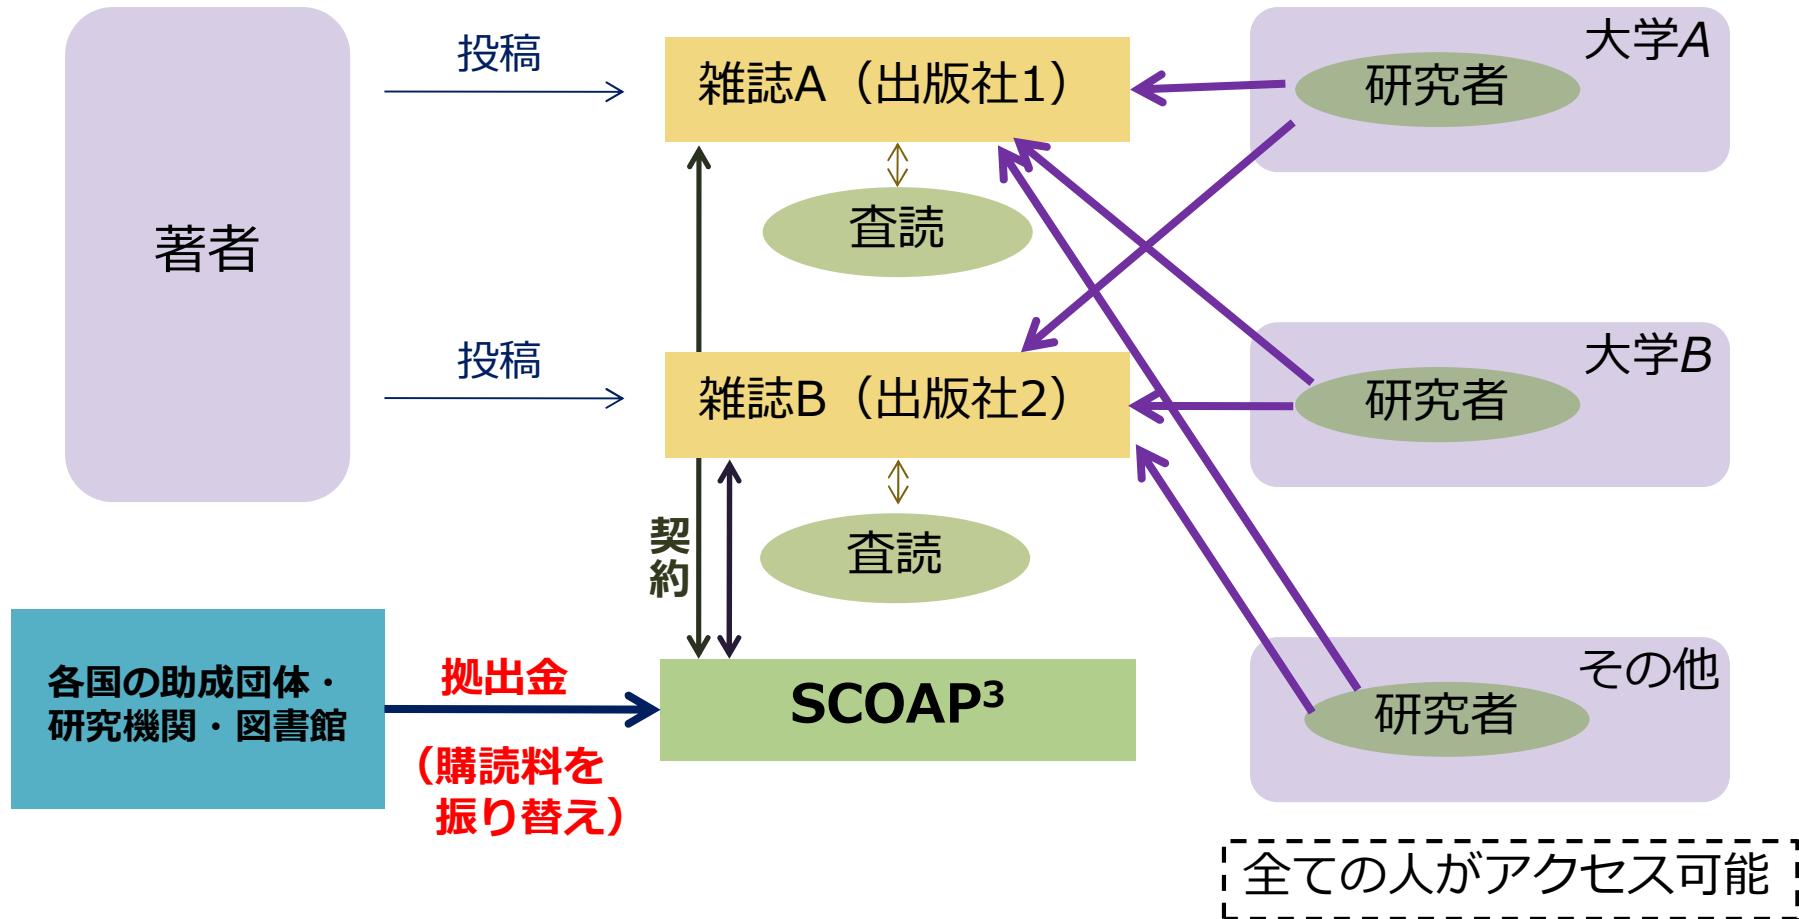 著者
投稿
投稿
雑誌A（出版社1）
査読
雑誌B（出版社2）
査読
契
約
各国の助成団体・
研究機関・図書館
拠出金
（購読料を
振り替え）
SCOAP³
大学A
研究者
大学B
研究者
その他
研究者
全ての人がアクセス可能